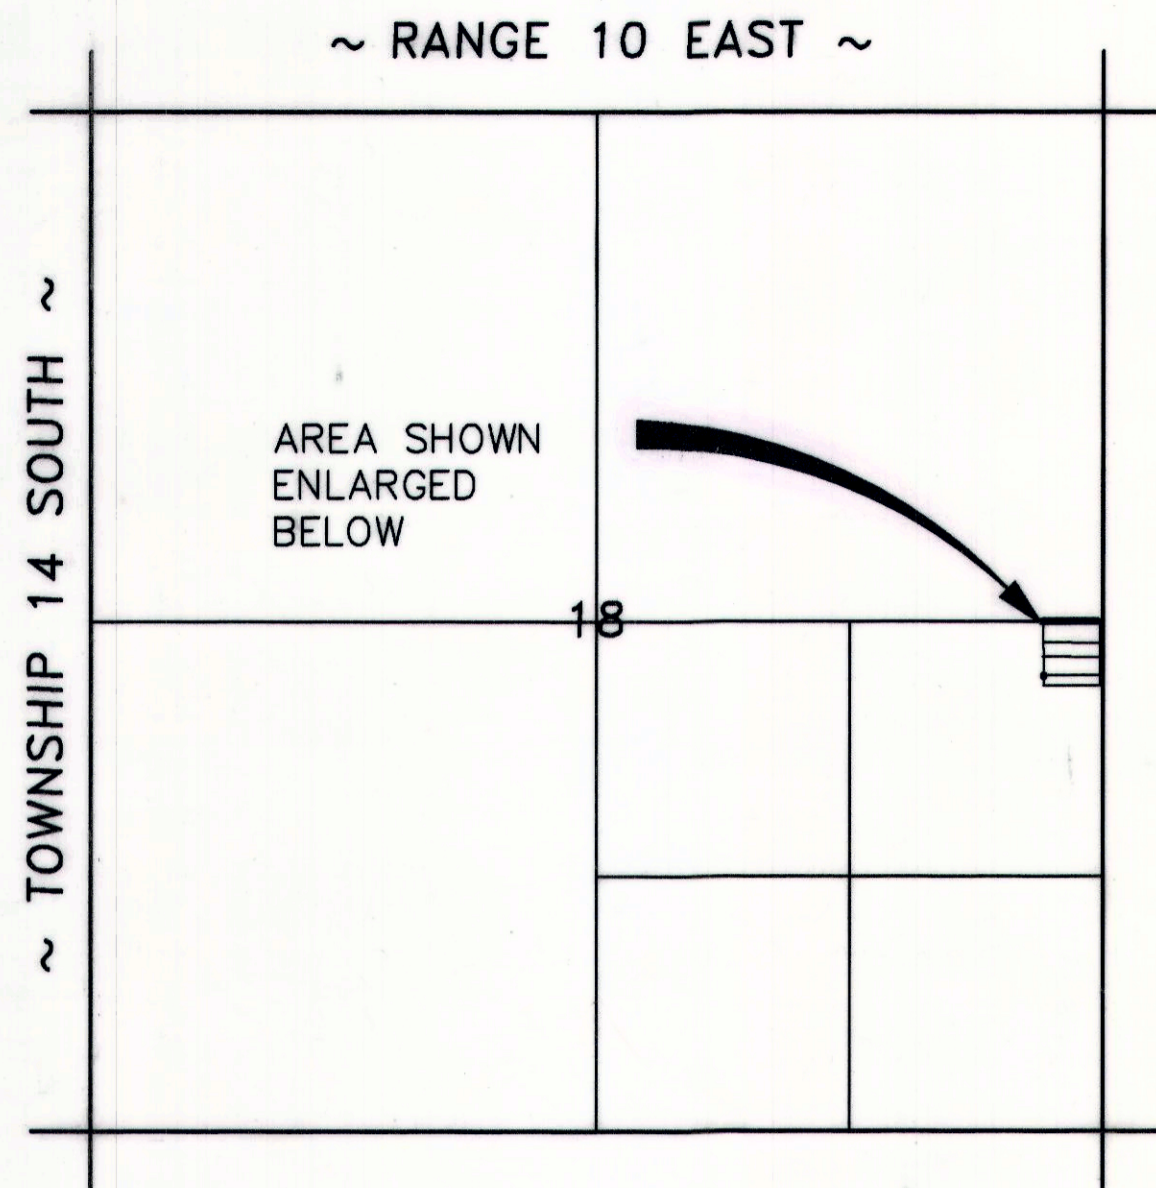 ~ RANGE 10 EAST ~
~ TOWNSHIP 14 SOUTH ~
AREA SHOWN
ENLARGED
BELOW
18